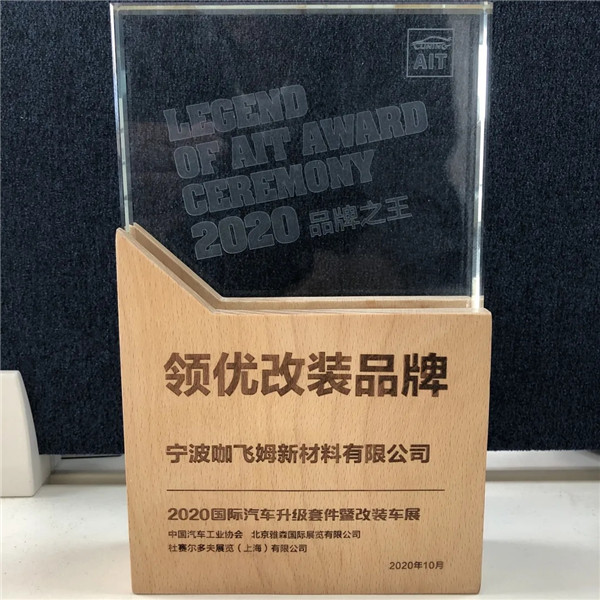 AIT
LEGEND
OF AIT AWARD
CEREMONY
2020 品牌之王
领优改装品牌
宁波咖飞姆新材料有限公司
2020国际汽车升级套件暨改装车展
中国汽车工业协会 北京雅森国际展览有限公司
杜塞尔多夫展览（上海）有限公司
2020年10月